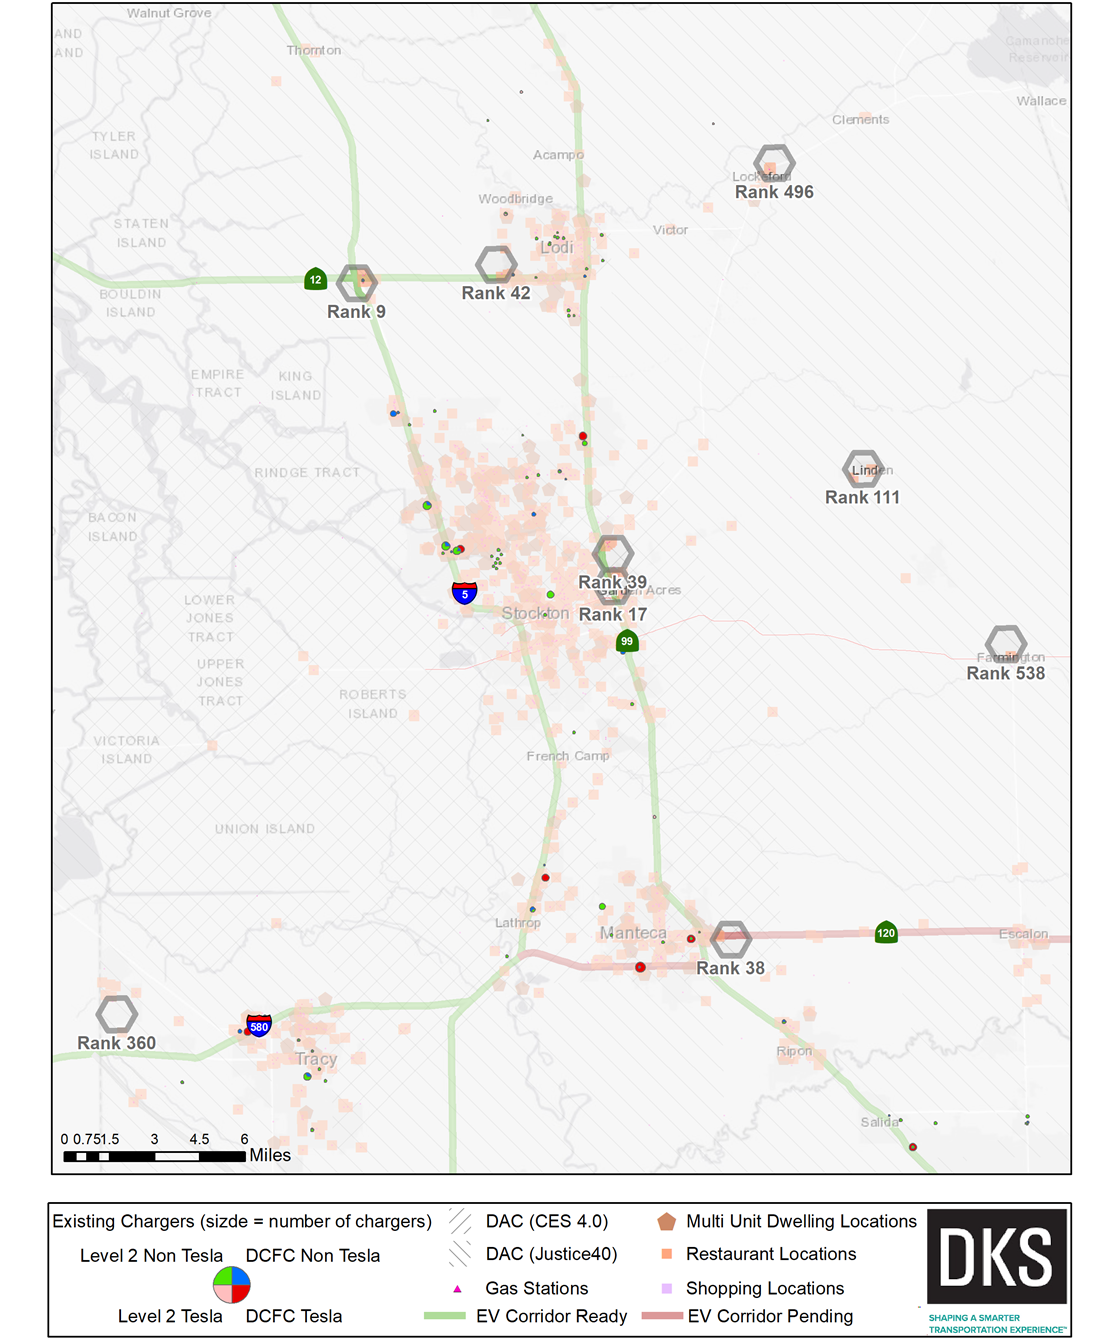 Walnut Grove
AND
AND
Thornton
Camanche
Reservoir
Wallace
Clements
TYLER
ISLAND
Acampo
Lockeford
Rank 496
Woodbridge
STATEN
ISLAND
Victor
Lodi
12
Rank 9
Rank 42
BOULDIN
ISLAND
EMPIRE
TRACT
KING
ISLAND
RINDGE TRACT
Linden
Rank 111
BACON
ISLAND
Rank 39
Garden Acres
5
LOWER
JONES
TRACT
Stockton
Rank 17
99
UPPER
JONES
TRACT
Farmington
Rank 538
ROBERTS
ISLAND
VICTORIA
ISLAND
French Camp
UNION ISLAND
Lathrop
Manteca
120
Escalon
Rank 38
Rank 360
580
Tracy
Ripon
Salida
0 0.751.5 3 4.5 6
Miles
Existing Chargers (sizde = number of chargers)
Level 2 Non Tesla DCFC Non Tesla
Level 2 Tesla DCFC Tesla
DAC (CES 4.0)
DAC (Justice40)
Gas Stations
EV Corridor Ready
Multi Unit Dwelling Locations
Restaurant Locations
Shopping Locations
EV Corridor Pending
DKS
SHAPING A SMARTER
TRANSPORTATION EXPERIENCE™